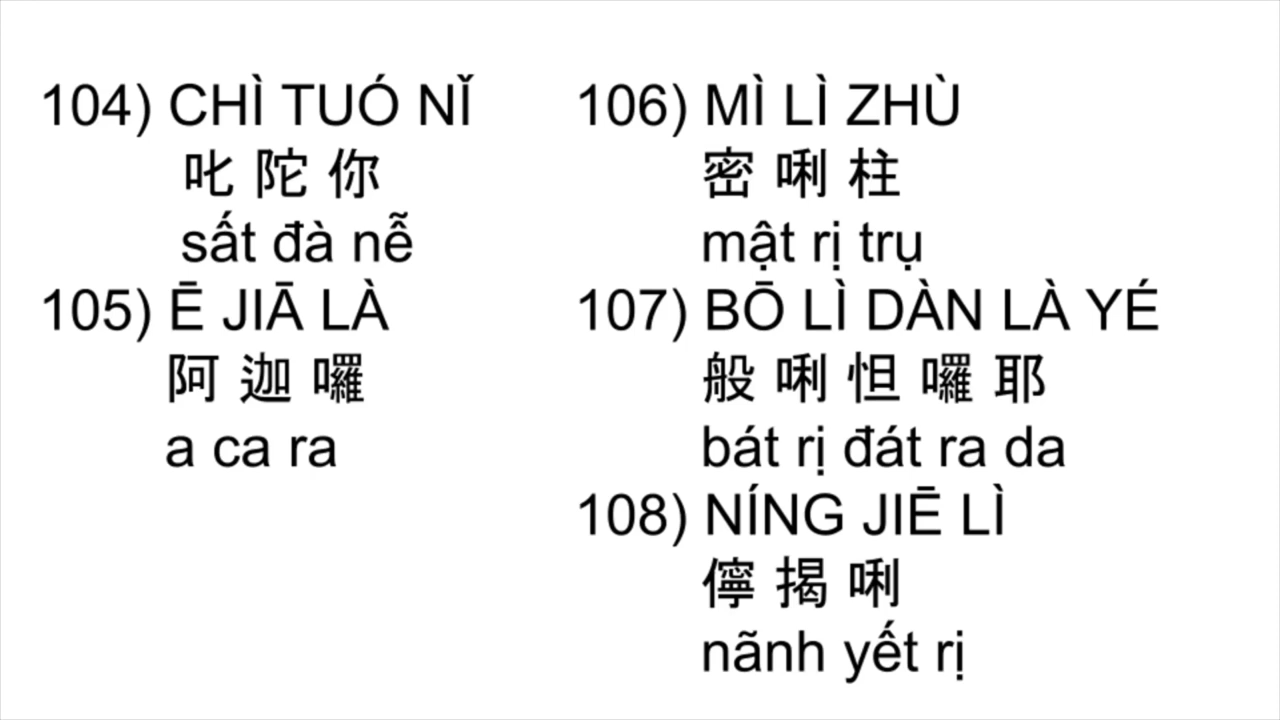 104) CHÌ TUÓ NǏ
叱 陀 你
sất đà nễ
105) Ē JIĀ LÀ
阿 迦 囉
a ca ra
106) MÌ LÌ ZHÙ
密 唎 柱
mật rị trụ
107) BŌ LÌ DÀN LÀ YÉ
般 唎 怛 囉 耶
bát rị đát ra da
108) NÍNG JIĒ LÌ
儜 揭 唎
nãnh yết rị